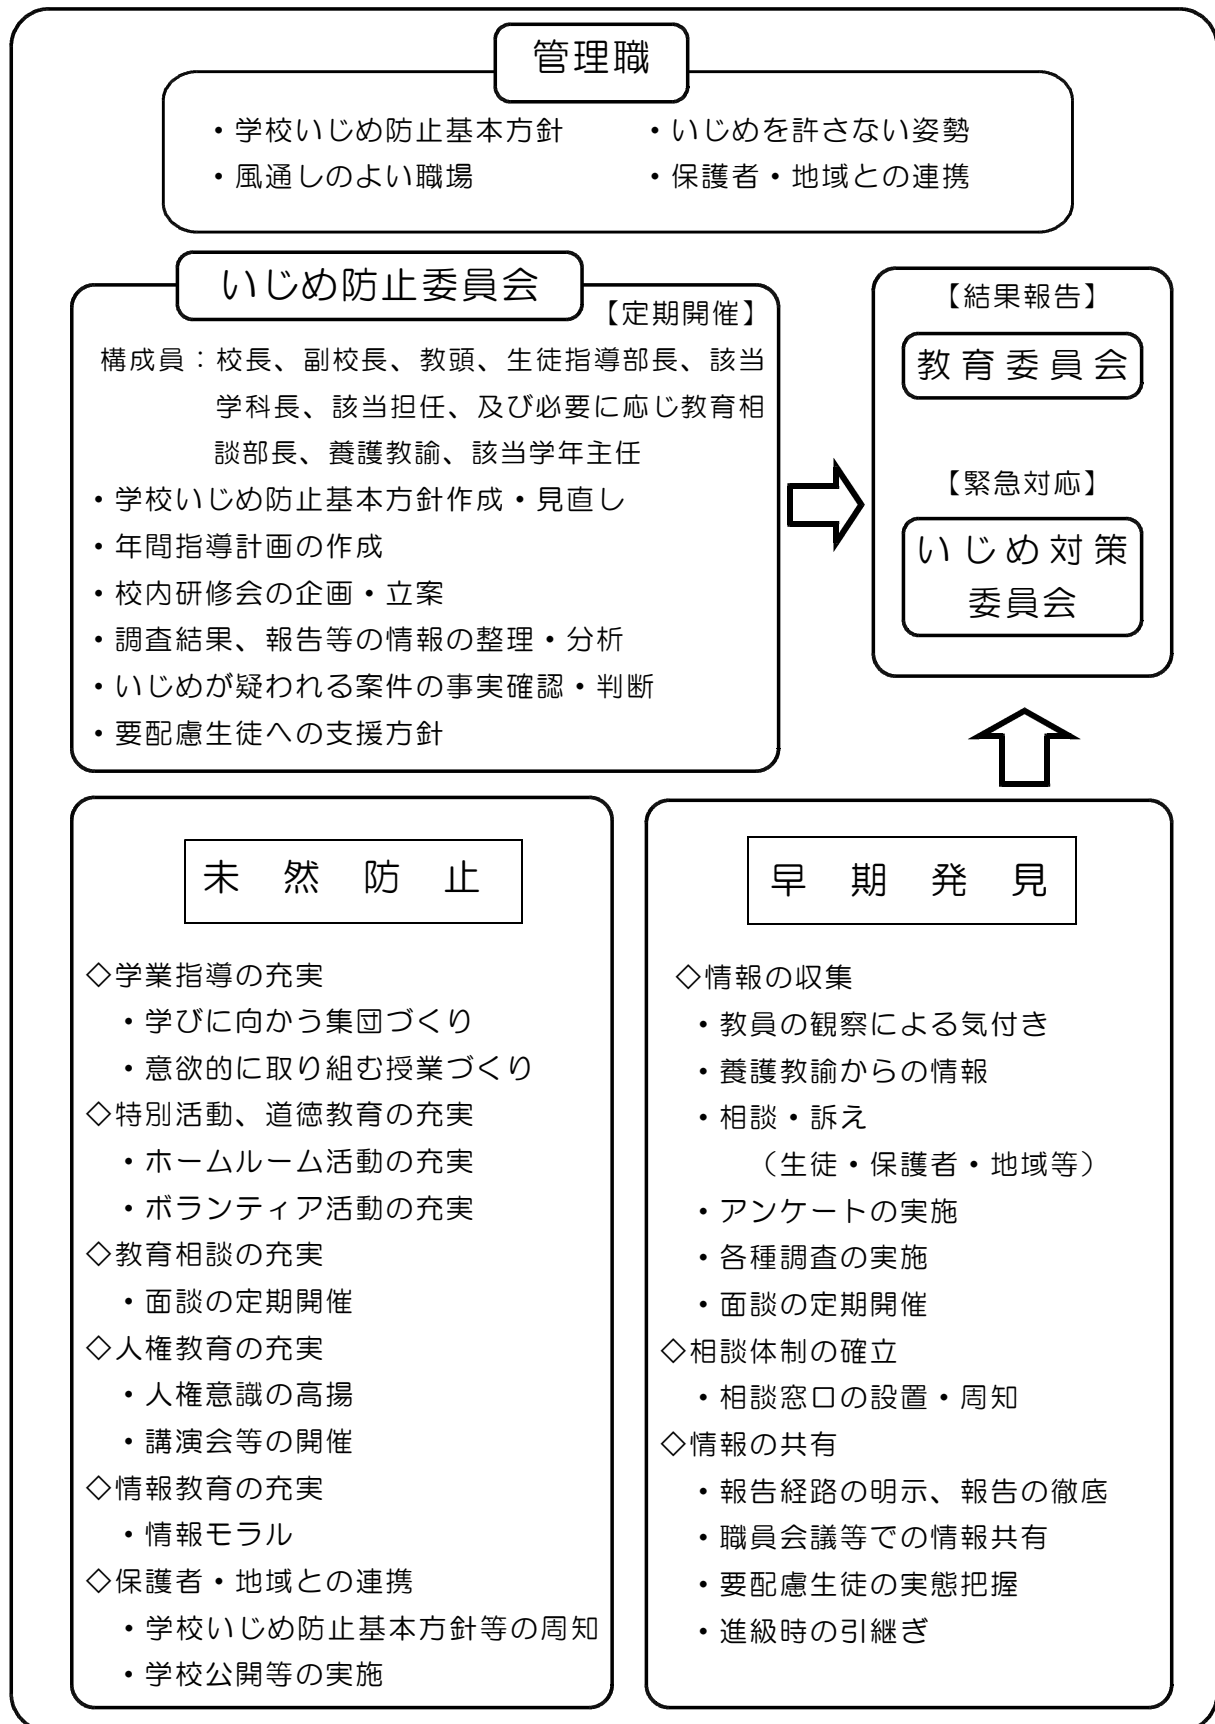 管理職
・学校いじめ防止基本方針　　・いじめを許さない姿勢
・風通しのよい職場　　・保護者・地域との連携
いじめ防止委員会
【定期開催】
構成員：校長、副校長、教頭、生徒指導部長、該当
学科長、該当担任、及び必要に応じ教育相
談部長、養護教諭、該当学年主任
・学校いじめ防止基本方針作成・見直し
・年間指導計画の作成
・校内研修会の企画・立案
・調査結果、報告等の情報の整理・分析
・いじめが疑われる案件の事実確認・判断
・要配慮生徒への支援方針
【結果報告】
教育委員会
【緊急対応】
いじめ対策
委員会
未然防止
◇学業指導の充実
・学びに向かう集団づくり
・意欲的に取り組む授業づくり
◇特別活動、道徳教育の充実
・ホームルーム活動の充実
・ボランティア活動の充実
◇教育相談の充実
・面談の定期開催
◇人権教育の充実
・人権意識の高揚
・講演会等の開催
◇情報教育の充実
・情報モラル
◇保護者・地域との連携
・学校いじめ防止基本方針等の周知
・学校公開等の実施
早期発見
◇情報の収集
・教員の観察による気付き
・養護教諭からの情報
・相談・訴え
（生徒・保護者・地域等）
・アンケートの実施
・各種調査の実施
・面談の定期開催
◇相談体制の確立
・相談窓口の設置・周知
◇情報の共有
・報告経路の明示、報告の徹底
・職員会議等での情報共有
・要配慮生徒の実態把握
・進級時の引継ぎ